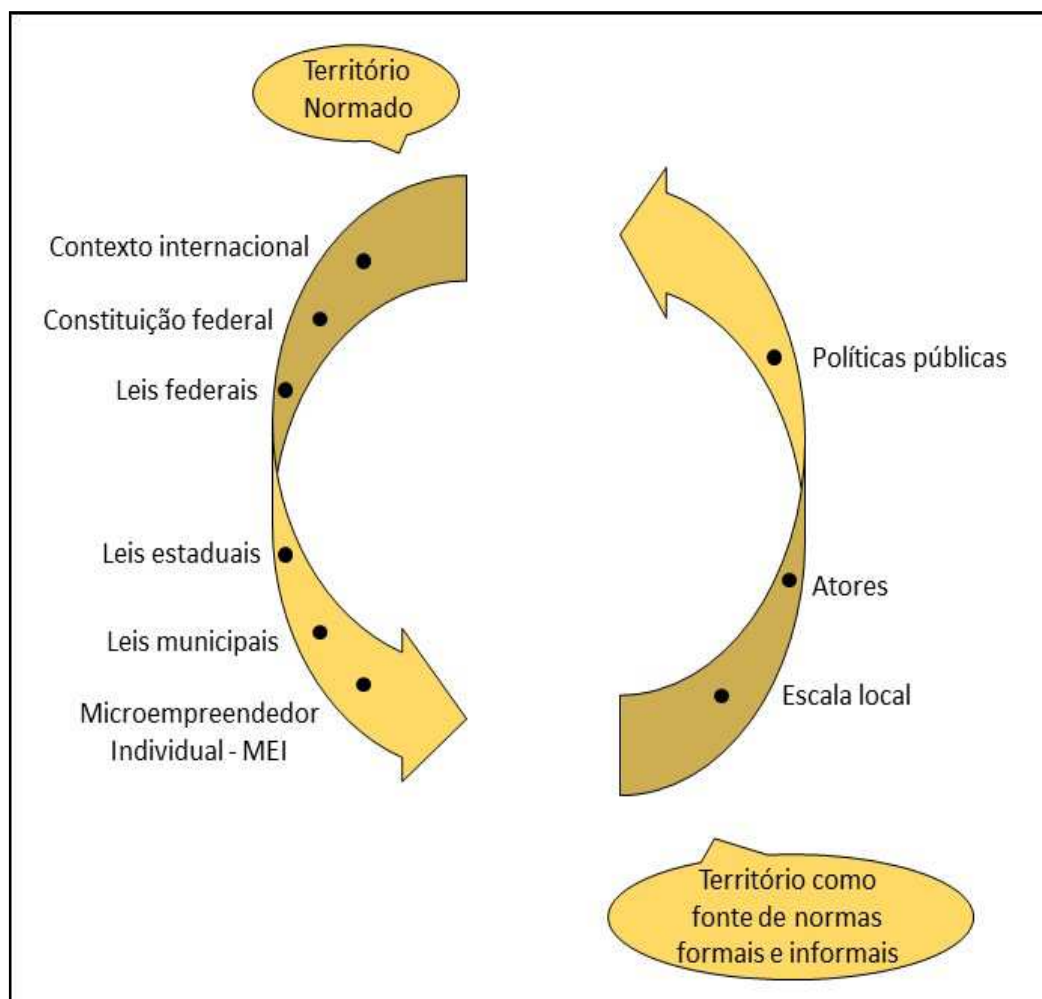 Território
Normado
Contexto internacional
Constituição federal
Leis federais
Leis estaduais
Leis municipais
Microempreendedor
Individual - MEI
Políticas públicas
Atores
Escala local
Território como
fonte de normas
formais e informais